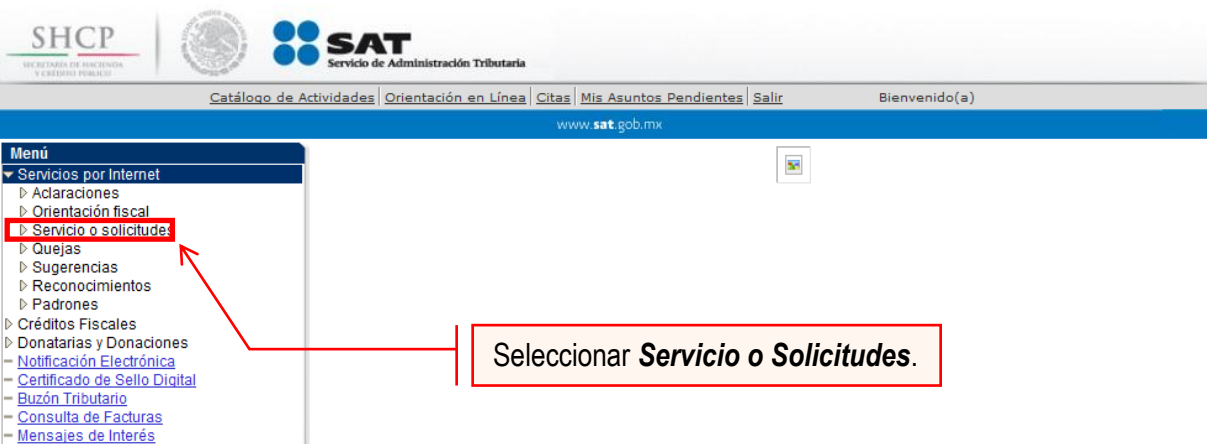 SHCP
SECRETARÍA DE HACIENDA
Y CRÉDITO PÚBLICO
SAT
Servicio de Administración Tributaria
Catálogo de Actividades Orientación en Línea Citas Mis Asuntos Pendientes Salir Bienvenido(a)
www.sat.gob.mx
Menú
Servicios por Internet
Aclaraciones
Orientación fiscal
Servicio o solicitudes
Quejas
Sugerencias
Reconocimientos
Padrones
Créditos Fiscales
Donatarias y Donaciones
Notificación Electrónica
Certificado de Sello Digital
Buzón Tributario
Consulta de Facturas
Mensajes de Interés
Seleccionar Servicio o Solicitudes.